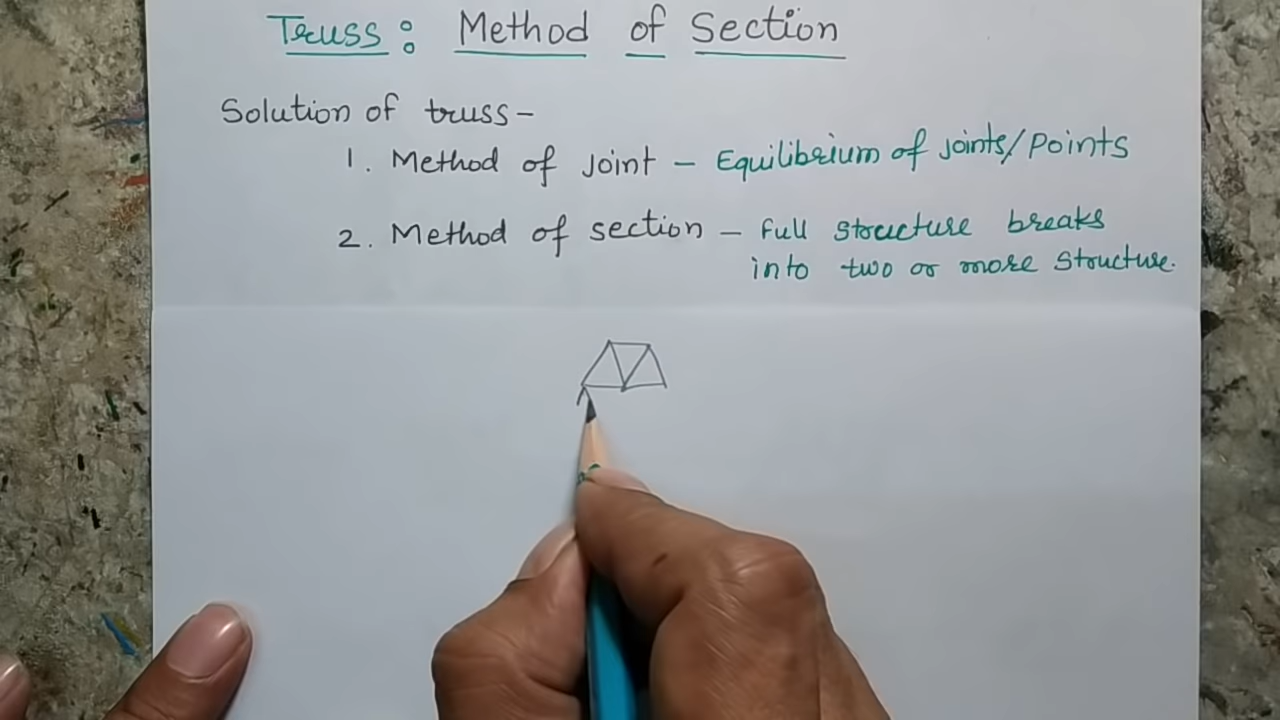 Truss: Method of Section
Solution of truss-
1. Method of joint - Equilibrium of joints/Points
2. Method of section - Full structure breaks
into two or more structure.